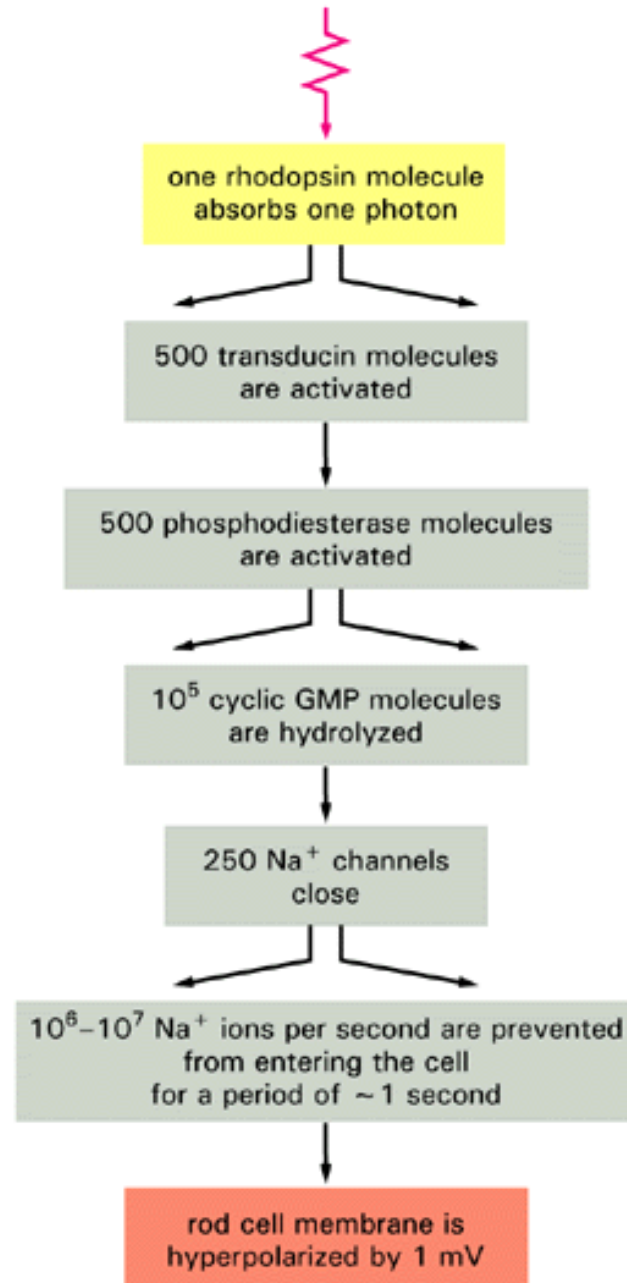 one rhodopsin molecule
absorbs one photon
500 transducin molecules
are activated
500 phosphodiesterase molecules
are activated
10⁵ cyclic GMP molecules
are hydrolyzed
250 Na⁺ channels
close
10⁶–10⁷ Na⁺ ions per second are prevented
from entering the cell
for a period of ~1 second
rod cell membrane is
hyperpolarized by 1 mV